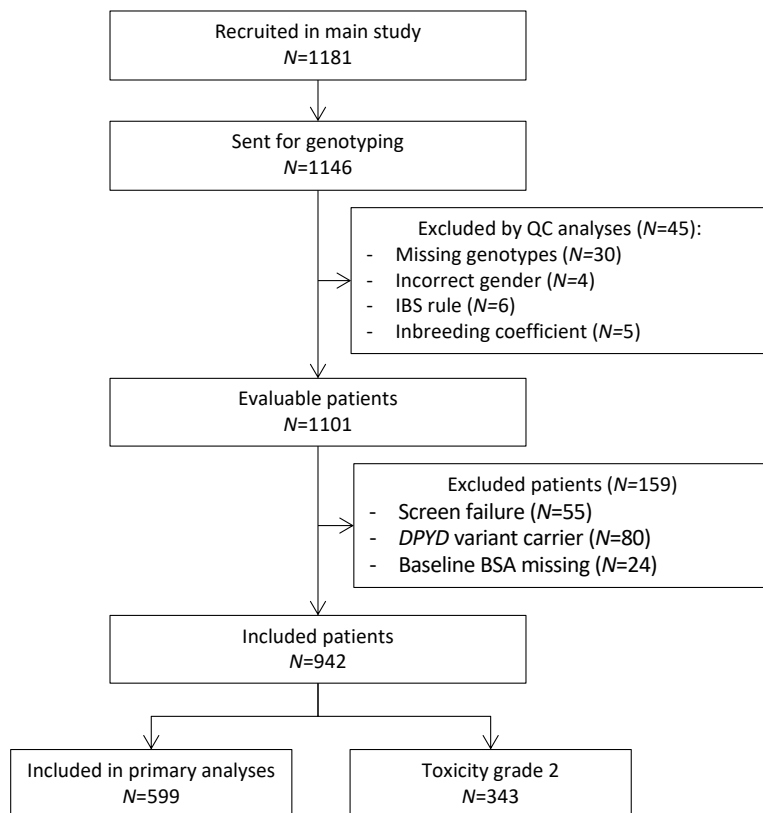 Recruited in main study
N=1181
Sent for genotyping
N=1146
Excluded by QC analyses (N=45):
- Missing genotypes (N=30)
- Incorrect gender (N=4)
- IBS rule (N=6)
- Inbreeding coefficient (N=5)
Evaluable patients
N=1101
Excluded patients (N=159)
- Screen failure (N=55)
- DPYD variant carrier (N=80)
- Baseline BSA missing (N=24)
Included patients
N=942
Included in primary analyses
N=599
Toxicity grade 2
N=343